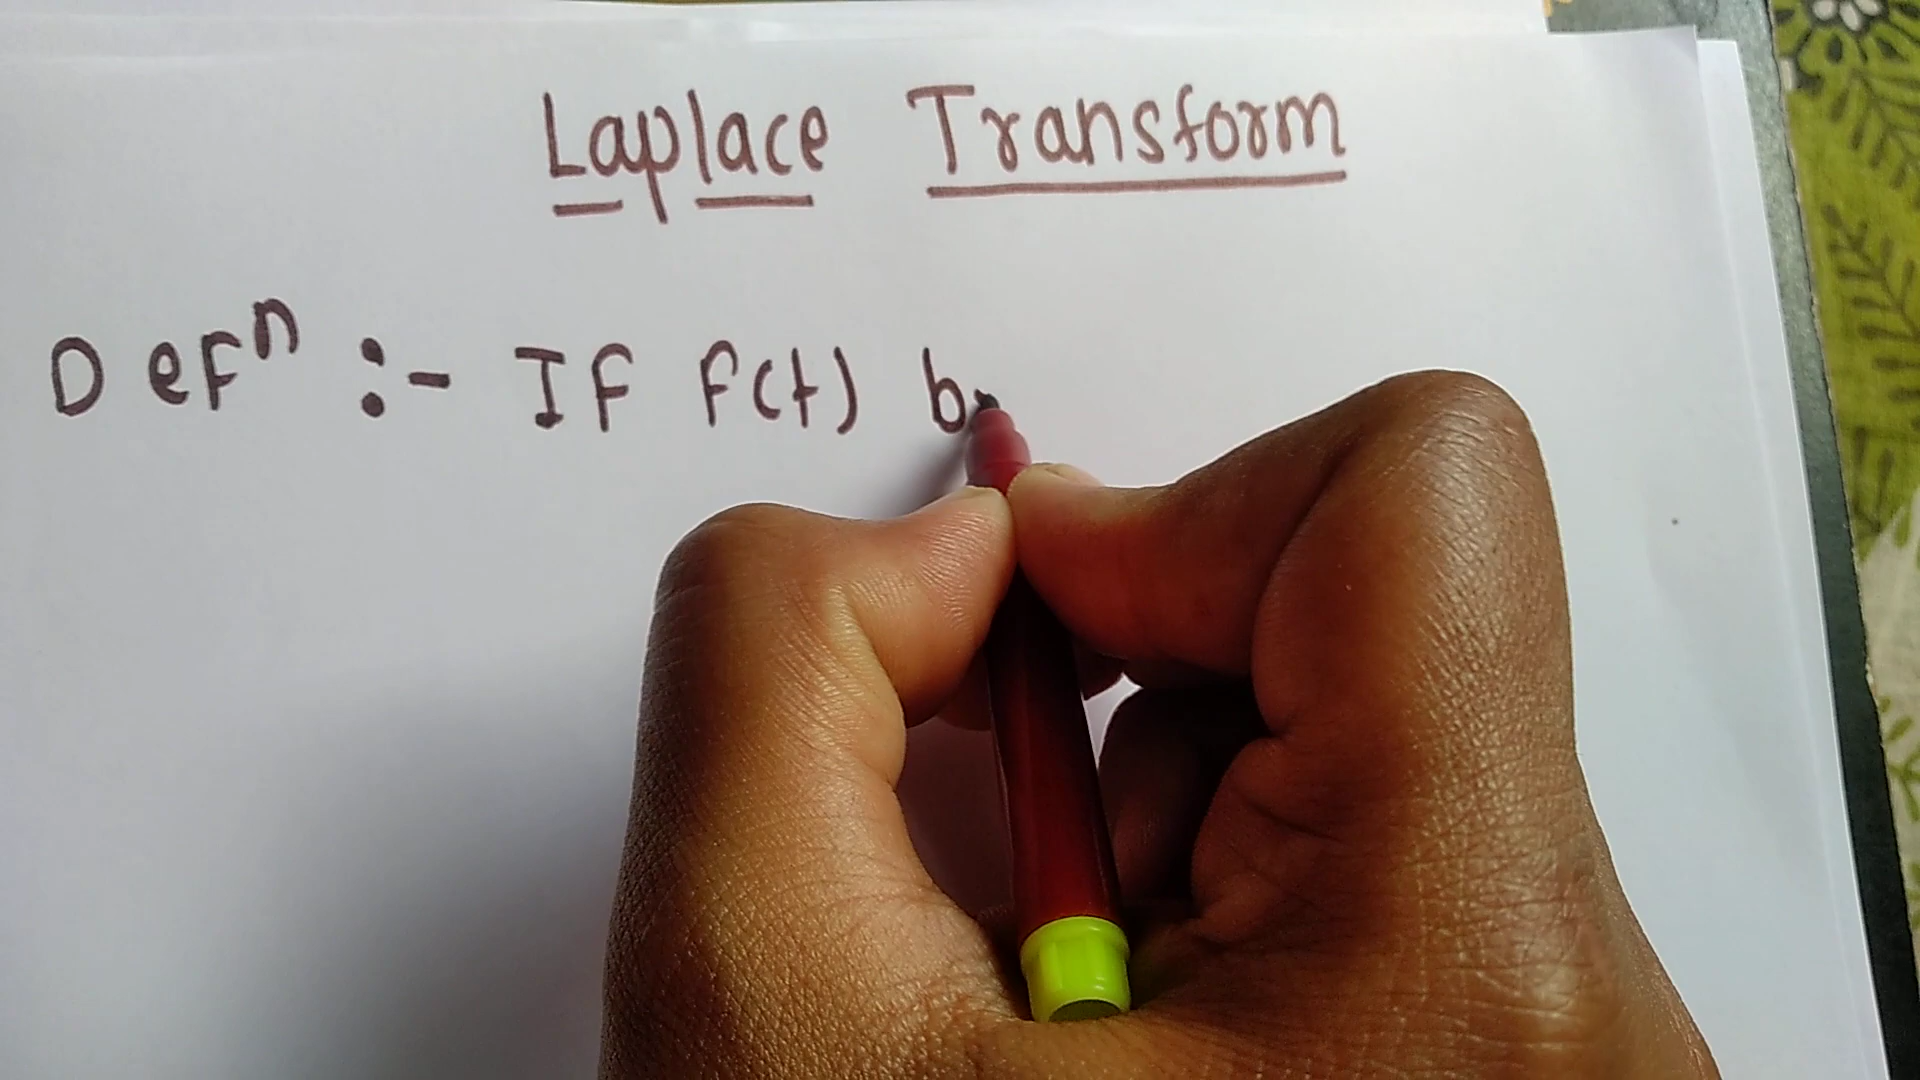 Laplace Transform
Defⁿ :- If f(t) b